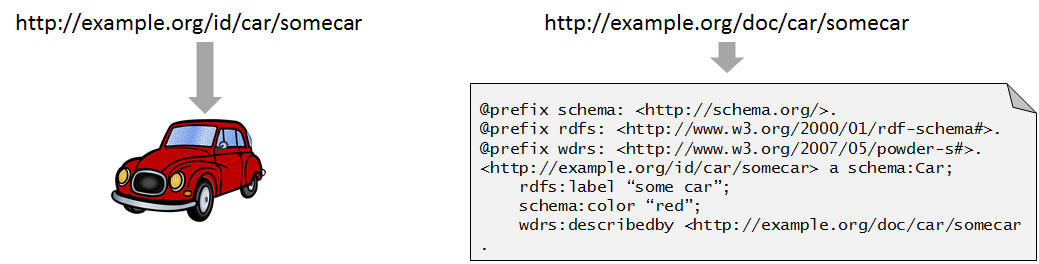 http://example.org/id/car/somecar
http://example.org/doc/car/somecar
@prefix schema: <http://schema.org/>.
@prefix rdfs: <http://www.w3.org/2000/01/rdf-schema#>.
@prefix wdrs: <http://www.w3.org/2007/05/powder-s#>.
<http://example.org/id/car/somecar> a schema:Car;
rdfs:label “some car”;
schema:color “red”;
wdrs:describedby <http://example.org/doc/car/somecar
.